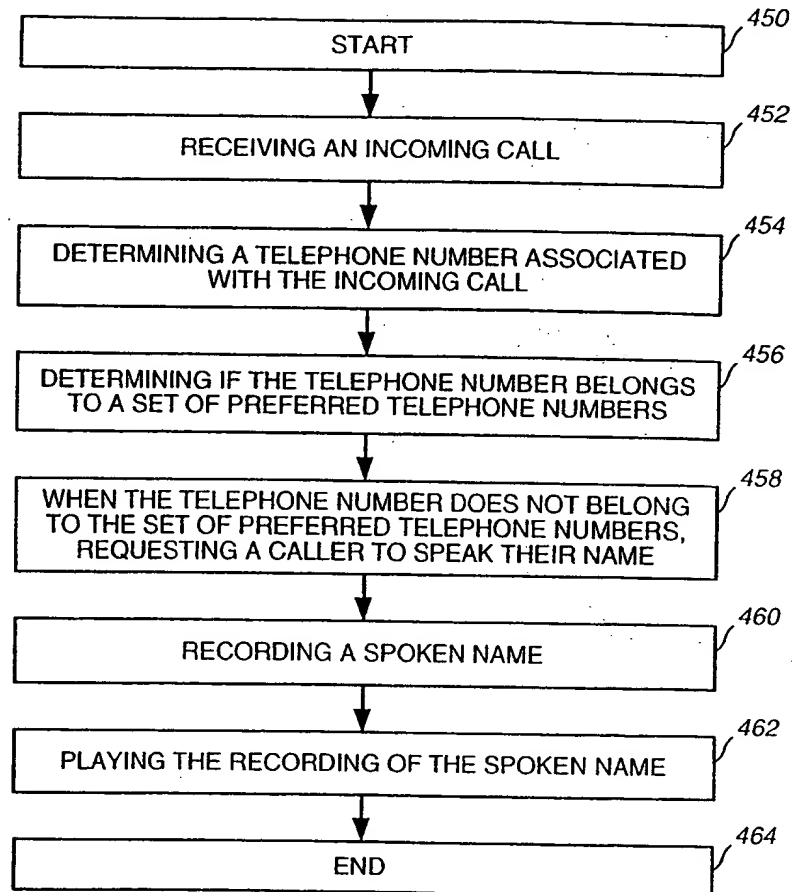 450
START
452
RECEIVING AN INCOMING CALL
454
DETERMINING A TELEPHONE NUMBER ASSOCIATED
WITH THE INCOMING CALL
456
DETERMINING IF THE TELEPHONE NUMBER BELONGS
TO A SET OF PREFERRED TELEPHONE NUMBERS
458
WHEN THE TELEPHONE NUMBER DOES NOT BELONG
TO THE SET OF PREFERRED TELEPHONE NUMBERS,
REQUESTING A CALLER TO SPEAK THEIR NAME
460
RECORDING A SPOKEN NAME
462
PLAYING THE RECORDING OF THE SPOKEN NAME
464
END